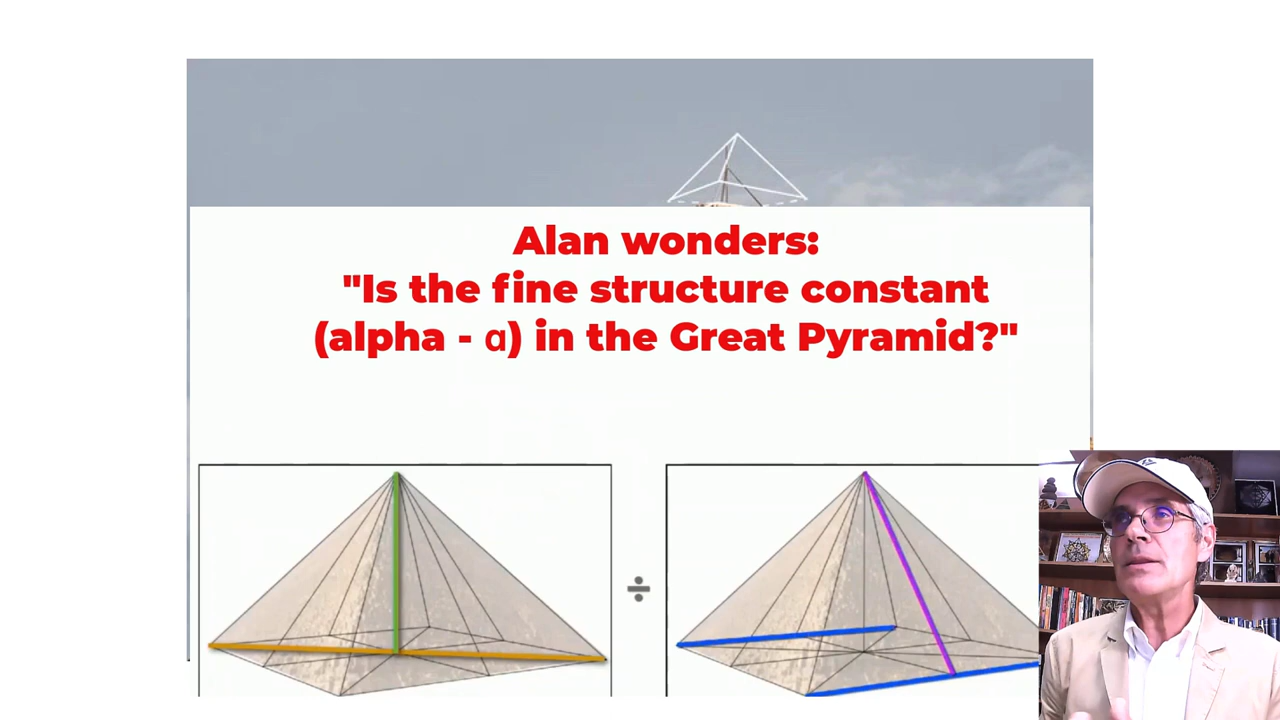 Alan wonders:
"Is the fine structure constant
(alpha - α) in the Great Pyramid?"
÷